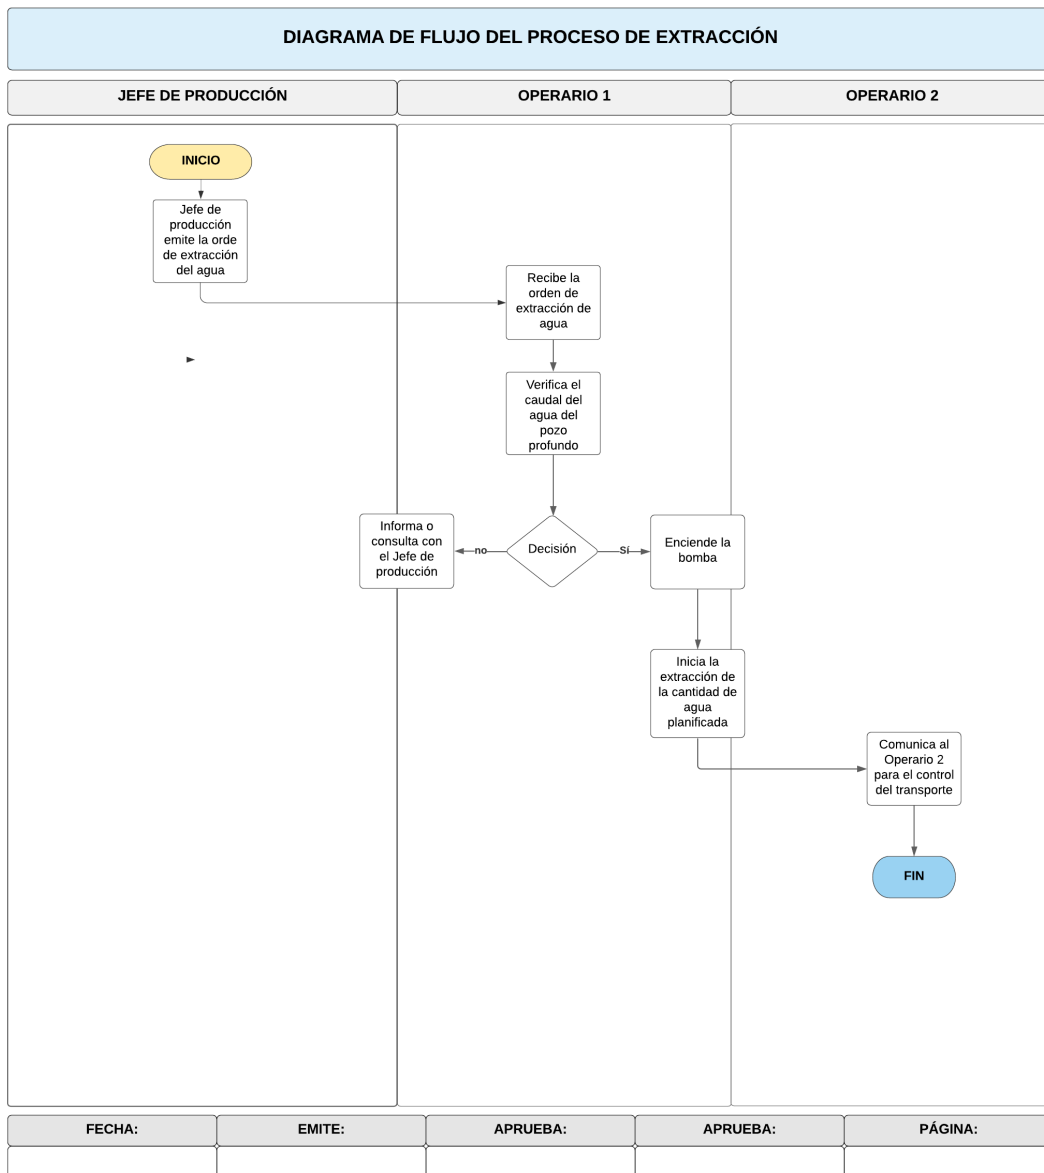 DIAGRAMA DE FLUJO DEL PROCESO DE EXTRACCIÓN
JEFE DE PRODUCCIÓN
OPERARIO 1
OPERARIO 2
INICIO
Jefe de
producción
emite la orde
de extracción
del agua
Recibe la
orden de
extracción de
agua
Verifica el
caudal del
agua del
pozo
profundo
Informa o
consulta con
el Jefe de
producción
no
Decisión
Sí
Enciende la
bomba
Inicia la
extracción de
la cantidad de
agua
planificada
Comunica al
Operario 2
para el control
del transporte
FIN
FECHA:
EMITE:
APRUEBA:
APRUEBA:
PÁGINA: